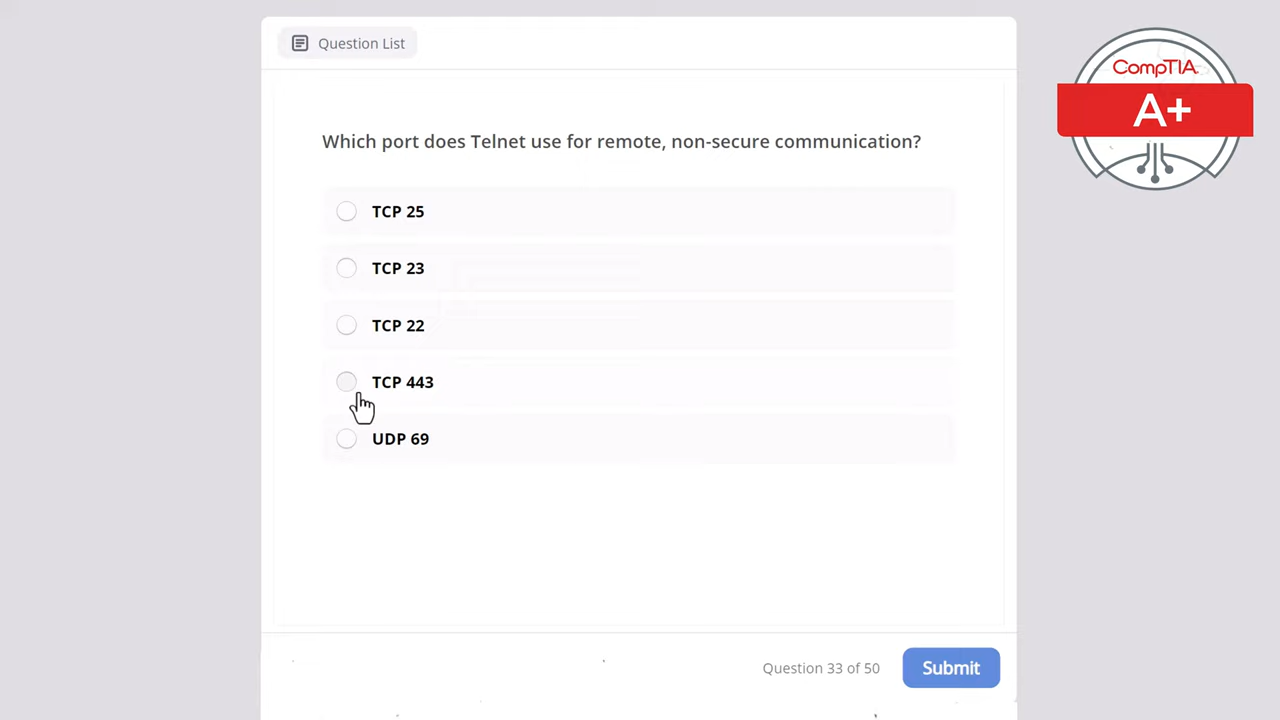 Question List
CompTIA
A+
Which port does Telnet use for remote, non-secure communication?
TCP 25
TCP 23
TCP 22
TCP 443
UDP 69
Question 33 of 50
Submit